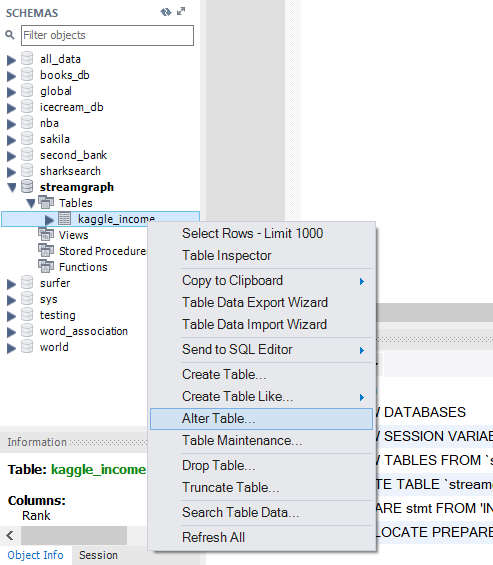 SCHEMAS
Filter objects
all_data
books_db
global
icecream_db
nba
sakila
second_bank
sharksearch
streamgraph
Tables
kaggle_income
Views
Stored Procedures
Functions
surfer
sys
testing
word_association
world
Select Rows - Limit 1000
Table Inspector
Copy to Clipboard
Table Data Export Wizard
Table Data Import Wizard
Send to SQL Editor
Create Table...
Create Table Like...
Alter Table...
Table Maintenance...
Drop Table...
Truncate Table...
Search Table Data...
Refresh All
Information
Table: kaggle_income
Columns:
Rank
Object Info Session
DATABASES
SESSION VARIAB
TABLES FROM `s
TE TABLE `stream
ARE stmt FROM 'IN
LOCATE PREPARE